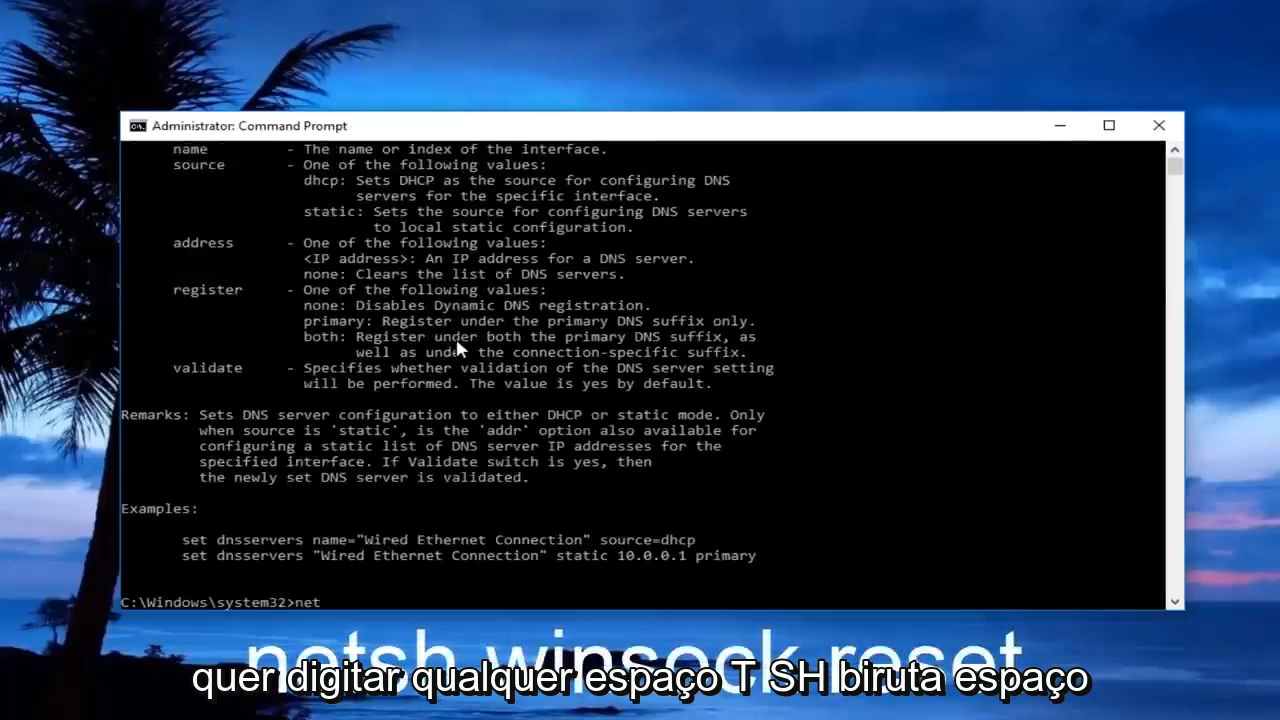 Administrator: Command Prompt
name - The name or index of the interface.
source - One of the following values:
dhcp: Sets DHCP as the source for configuring DNS
servers for the specific interface.
static: Sets the source for configuring DNS servers
to local static configuration.
address - One of the following values:
<IP address>: An IP address for a DNS server.
none: Clears the list of DNS servers.
register - One of the following values:
none: Disables Dynamic DNS registration.
primary: Register under the primary DNS suffix only.
both: Register under both the primary DNS suffix, as
well as under the connection-specific suffix.
validate - Specifies whether validation of the DNS server setting
will be performed. The value is yes by default.
Remarks: Sets DNS server configuration to either DHCP or static mode. Only
when source is 'static', is the 'addr' option also available for
configuring a static list of DNS server IP addresses for the
specified interface. If Validate switch is yes, then
the newly set DNS server is validated.
Examples:
set dnsservers name="Wired Ethernet Connection" source=dhcp
set dnsservers "Wired Ethernet Connection" static 10.0.0.1 primary
C:\Windows\system32>net
netsh winsock reset
quer digitar qualquer espaço T SH biruta espaço